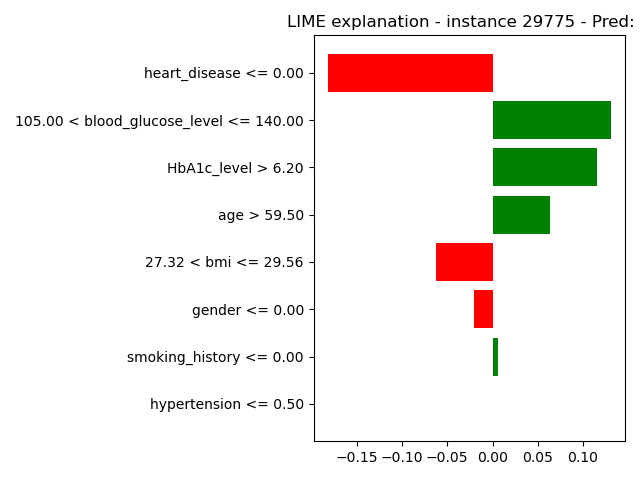 LIME explanation - instance 29775 - Pred:
heart_disease <= 0.00
105.00 < blood_glucose_level <= 140.00
HbA1c_level > 6.20
age > 59.50
27.32 < bmi <= 29.56
gender <= 0.00
smoking_history <= 0.00
hypertension <= 0.50
−0.15 −0.10 −0.05 0.00 0.05 0.10